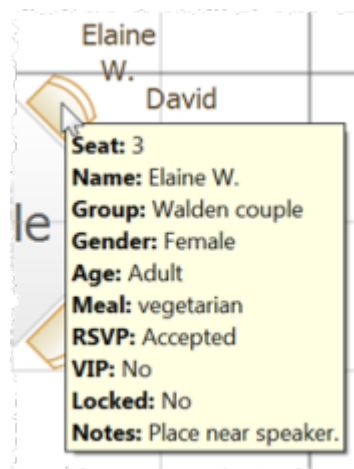 Elaine
W.
David
le
Seat: 3
Name: Elaine W.
Group: Walden couple
Gender: Female
Age: Adult
Meal: vegetarian
RSVP: Accepted
VIP: No
Locked: No
Notes: Place near speaker.